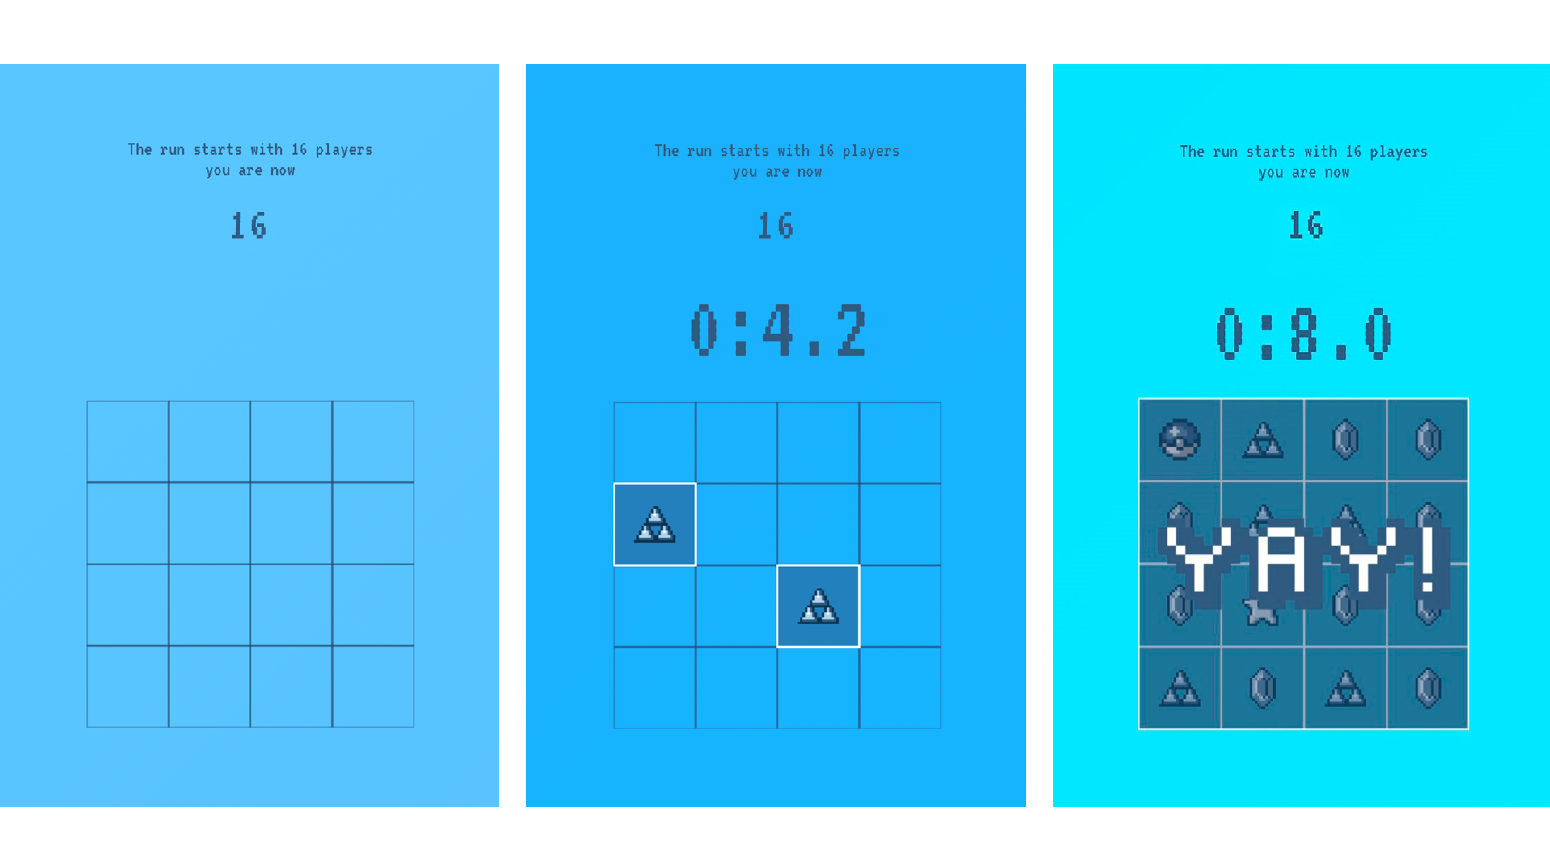 The run starts with 16 players
you are now
16
The run starts with 16 players
you are now
16
0:4.2
The run starts with 16 players
you are now
16
0:8.0
YAY!